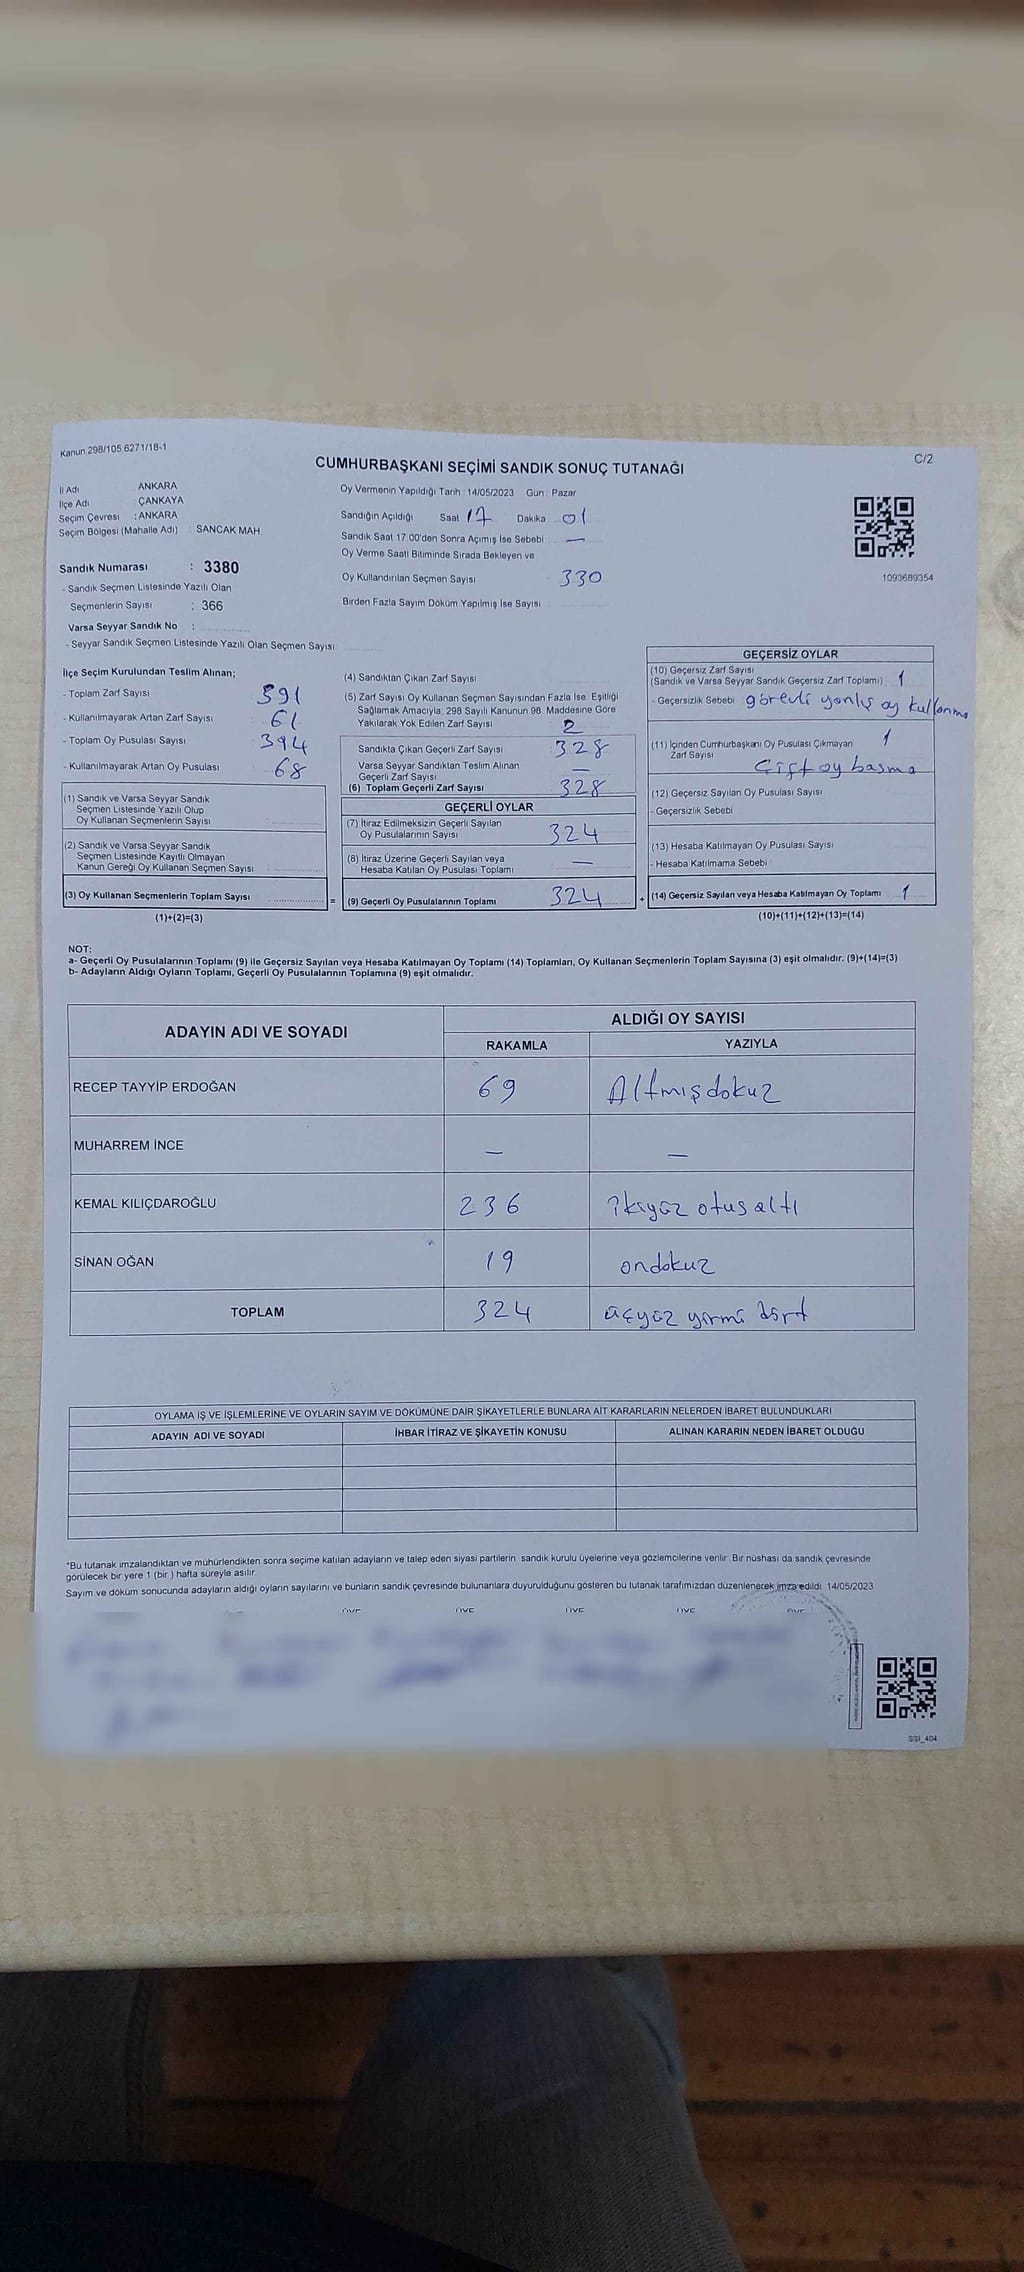 Kanun 298/105 6271/18-1
C/2
CUMHURBAŞKANI SEÇİMİ SANDIK SONUÇ TUTANAĞI
İl Adı ANKARA
İlçe Adı ÇANKAYA
Seçim Çevresi : ANKARA
Seçim Bölgesi (Mahalle Adı) SANCAK MAH.
Sandık Numarası : 3380
- Sandık Seçmen Listesinde Yazılı Olan
Seçmenlerin Sayısı : 366
Varsa Seyyar Sandık No :
- Seyyar Sandık Seçmen Listesinde Yazılı Olan Seçmen Sayısı
Oy Vermenin Yapıldığı Tarih 14/05/2023 Gün Pazar
Sandığın Açıldığı Saat 17 Dakika 01
Sandık Saat 17.00'den Sonra Açımış İse Sebebi —
Oy Verme Saati Bitiminde Sırada Bekleyen ve
Oy Kullandırılan Seçmen Sayısı 330
Birden Fazla Sayım Döküm Yapılmış İse Sayısı
1093689354
İlçe Seçim Kurulundan Teslim Alınan;
- Toplam Zarf Sayısı 391
- Kullanılmayarak Artan Zarf Sayısı 61
- Toplam Oy Pusulası Sayısı 394
- Kullanılmayarak Artan Oy Pusulası 68
(1) Sandık ve Varsa Seyyar Sandık
Seçmen Listesinde Yazılı Olup
Oy Kullanan Seçmenlerin Sayısı
(2) Sandık ve Varsa Seyyar Sandık
Seçmen Listesinde Kayıtlı Olmayan
Kanun Gereği Oy Kullanan Seçmen Sayısı
(3) Oy Kullanan Seçmenlerin Toplam Sayısı =
(1)+(2)=(3)
(4) Sandıktan Çıkan Zarf Sayısı
(5) Zarf Sayısı Oy Kullanan Seçmen Sayısından Fazla İse, Eşitliği
Sağlamak Amacıyla; 298 Sayılı Kanunun 98. Maddesine Göre
Yakılarak Yok Edilen Zarf Sayısı 2
Sandıkta Çıkan Geçerli Zarf Sayısı 328
Varsa Seyyar Sandıktan Teslim Alınan
Geçerli Zarf Sayısı —
(6) Toplam Geçerli Zarf Sayısı 328
GEÇERLİ OYLAR
(7) İtiraz Edilmeksizin Geçerli Sayılan
Oy Pusulalarının Sayısı 324
(8) İtiraz Üzerine Geçerli Sayılan veya
Hesaba Katılan Oy Pusulası Toplamı —
(9) Geçerli Oy Pusulalarının Toplamı 324 +
GEÇERSİZ OYLAR
(10) Geçersiz Zarf Sayısı
(Sandık ve Varsa Seyyar Sandık Geçersiz Zarf Toplamı) 1
- Geçersizlik Sebebi görevli yanlış oy kullanma
(11) İçinden Cumhurbaşkanı Oy Pusulası Çıkmayan
Zarf Sayısı 1
Çift oy basma
(12) Geçersiz Sayılan Oy Pusulası Sayısı
- Geçersizlik Sebebi
(13) Hesaba Katılmayan Oy Pusulası Sayısı
- Hesaba Katılmama Sebebi
(14) Geçersiz Sayılan veya Hesaba Katılmayan Oy Toplamı 1
(10)+(11)+(12)+(13)=(14)
NOT:
a- Geçerli Oy Pusulalarının Toplamı (9) ile Geçersiz Sayılan veya Hesaba Katılmayan Oy Toplamı (14) Toplamları, Oy Kullanan Seçmenlerin Toplam Sayısına (3) eşit olmalıdır. (9)+(14)=(3)
b- Adayların Aldığı Oyların Toplamı, Geçerli Oy Pusulalarının Toplamına (9) eşit olmalıdır.
ADAYIN ADI VE SOYADI ALDIĞI OY SAYISI
RAKAMLA YAZIYLA
RECEP TAYYİP ERDOĞAN 69 Altmışdokuz
MUHARREM İNCE — —
KEMAL KILIÇDAROĞLU 236 ikiyüz otuzaltı
SİNAN OĞAN 19 ondokuz
TOPLAM 324 üçyüz yirmi dört
OYLAMA İŞ VE İŞLEMLERİNE VE OYLARIN SAYIM VE DÖKÜMÜNE DAİR ŞİKAYETLERLE BUNLARA AİT KARARLARIN NELERDEN İBARET BULUNDUKLARI
ADAYIN ADI VE SOYADI İHBAR İTİRAZ VE ŞİKAYETİN KONUSU ALINAN KARARIN NEDEN İBARET OLDUĞU
*Bu tutanak imzalandıktan ve mühürlendikten sonra seçime katılan adayların ve talep eden siyasi partilerin sandık kurulu üyelerine veya gözlemcilerine verilir. Bir nüshası da sandık çevresinde
görülecek bir yere 1 (bir) hafta süreyle asılır.
Sayım ve döküm sonucunda adayların aldığı oyların sayılarını ve bunların sandık çevresinde bulunanlara duyurulduğunu gösteren bu tutanak tarafımızdan düzenlenerek imza edildi. 14/05/2023
ÜYE ÜYE ÜYE ÜYE ÜYE
SSI_404